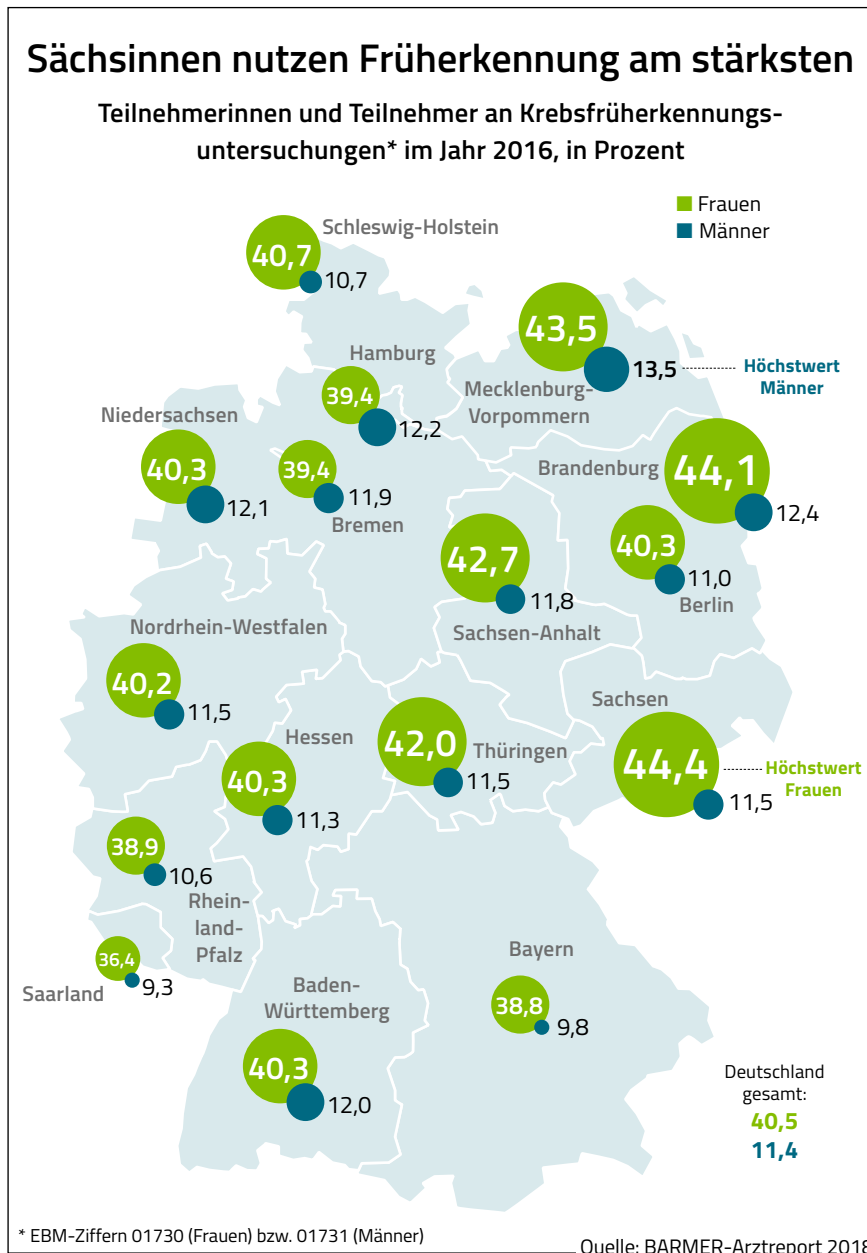 Sächsinnen nutzen Früherkennung am stärksten
Teilnehmerinnen und Teilnehmer an Krebsfrüherkennungs-
untersuchungen* im Jahr 2016, in Prozent
Frauen
Männer
Schleswig-Holstein
40,7
10,7
Hamburg
39,4
12,2
43,5
13,5
Mecklenburg-
Vorpommern
Höchstwert
Männer
Niedersachsen
40,3
12,1
39,4
11,9
Bremen
Brandenburg
44,1
12,4
42,7
11,8
Sachsen-Anhalt
40,3
11,0
Berlin
Nordrhein-Westfalen
40,2
11,5
Hessen
40,3
11,3
42,0
Thüringen
11,5
Sachsen
44,4
11,5
Höchstwert
Frauen
38,9
10,6
Rhein-
land-
Pfalz
36,4
9,3
Saarland
Baden-
Württemberg
40,3
12,0
Bayern
38,8
9,8
Deutschland
gesamt:
40,5
11,4
* EBM-Ziffern 01730 (Frauen) bzw. 01731 (Männer)
Quelle: BARMER-Arztreport 2018